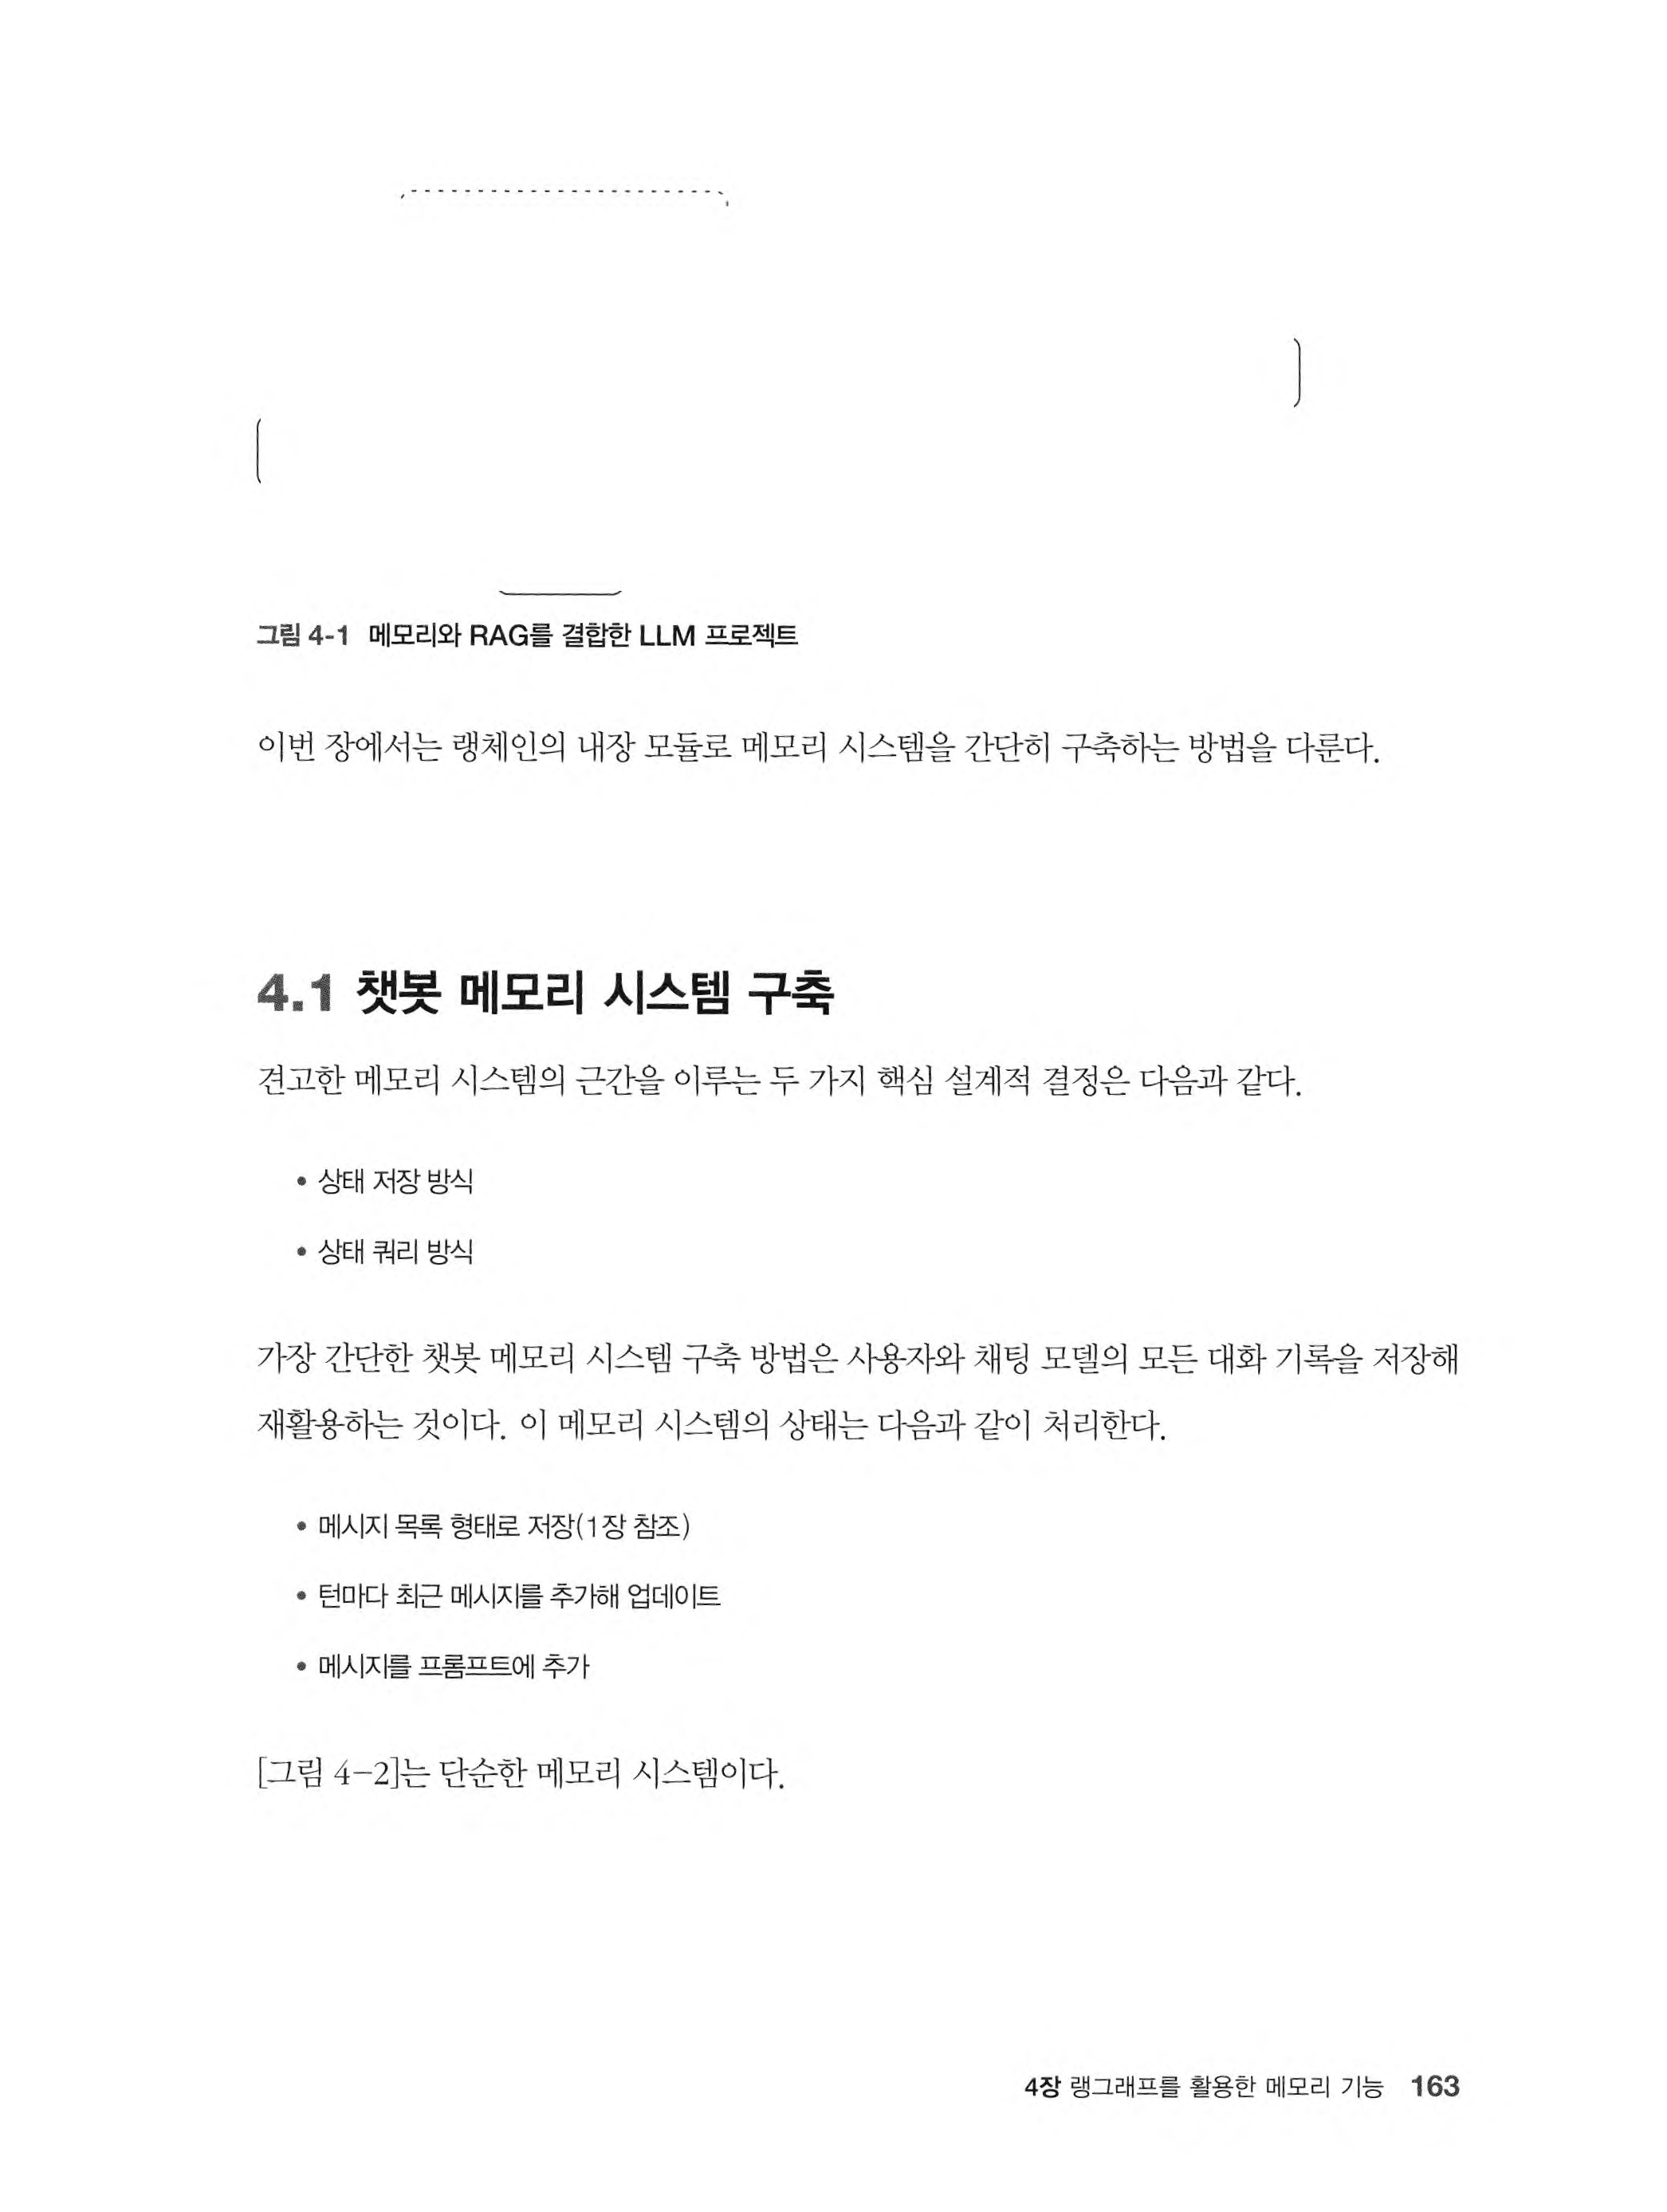 그림 4-1 메모리와 RAG를 결합한 LLM 프로젝트
이번 장에서는 랭체인의 내장 모듈로 메모리 시스템을 간단히 구축하는 방법을 다룬다.
4.1 챗봇 메모리 시스템 구축
견고한 메모리 시스템의 근간을 이루는 두 가지 핵심 설계적 결정은 다음과 같다.
• 상태 저장 방식
• 상태 쿼리 방식
가장 간단한 챗봇 메모리 시스템 구축 방법은 사용자와 채팅 모델의 모든 대화 기록을 저장해
재활용하는 것이다. 이 메모리 시스템의 상태는 다음과 같이 처리한다.
• 메시지 목록 형태로 저장(1장 참조)
• 턴마다 최근 메시지를 추가해 업데이트
• 메시지를 프롬프트에 추가
[그림 4-2]는 단순한 메모리 시스템이다.
4장 랭그래프를 활용한 메모리 기능 163